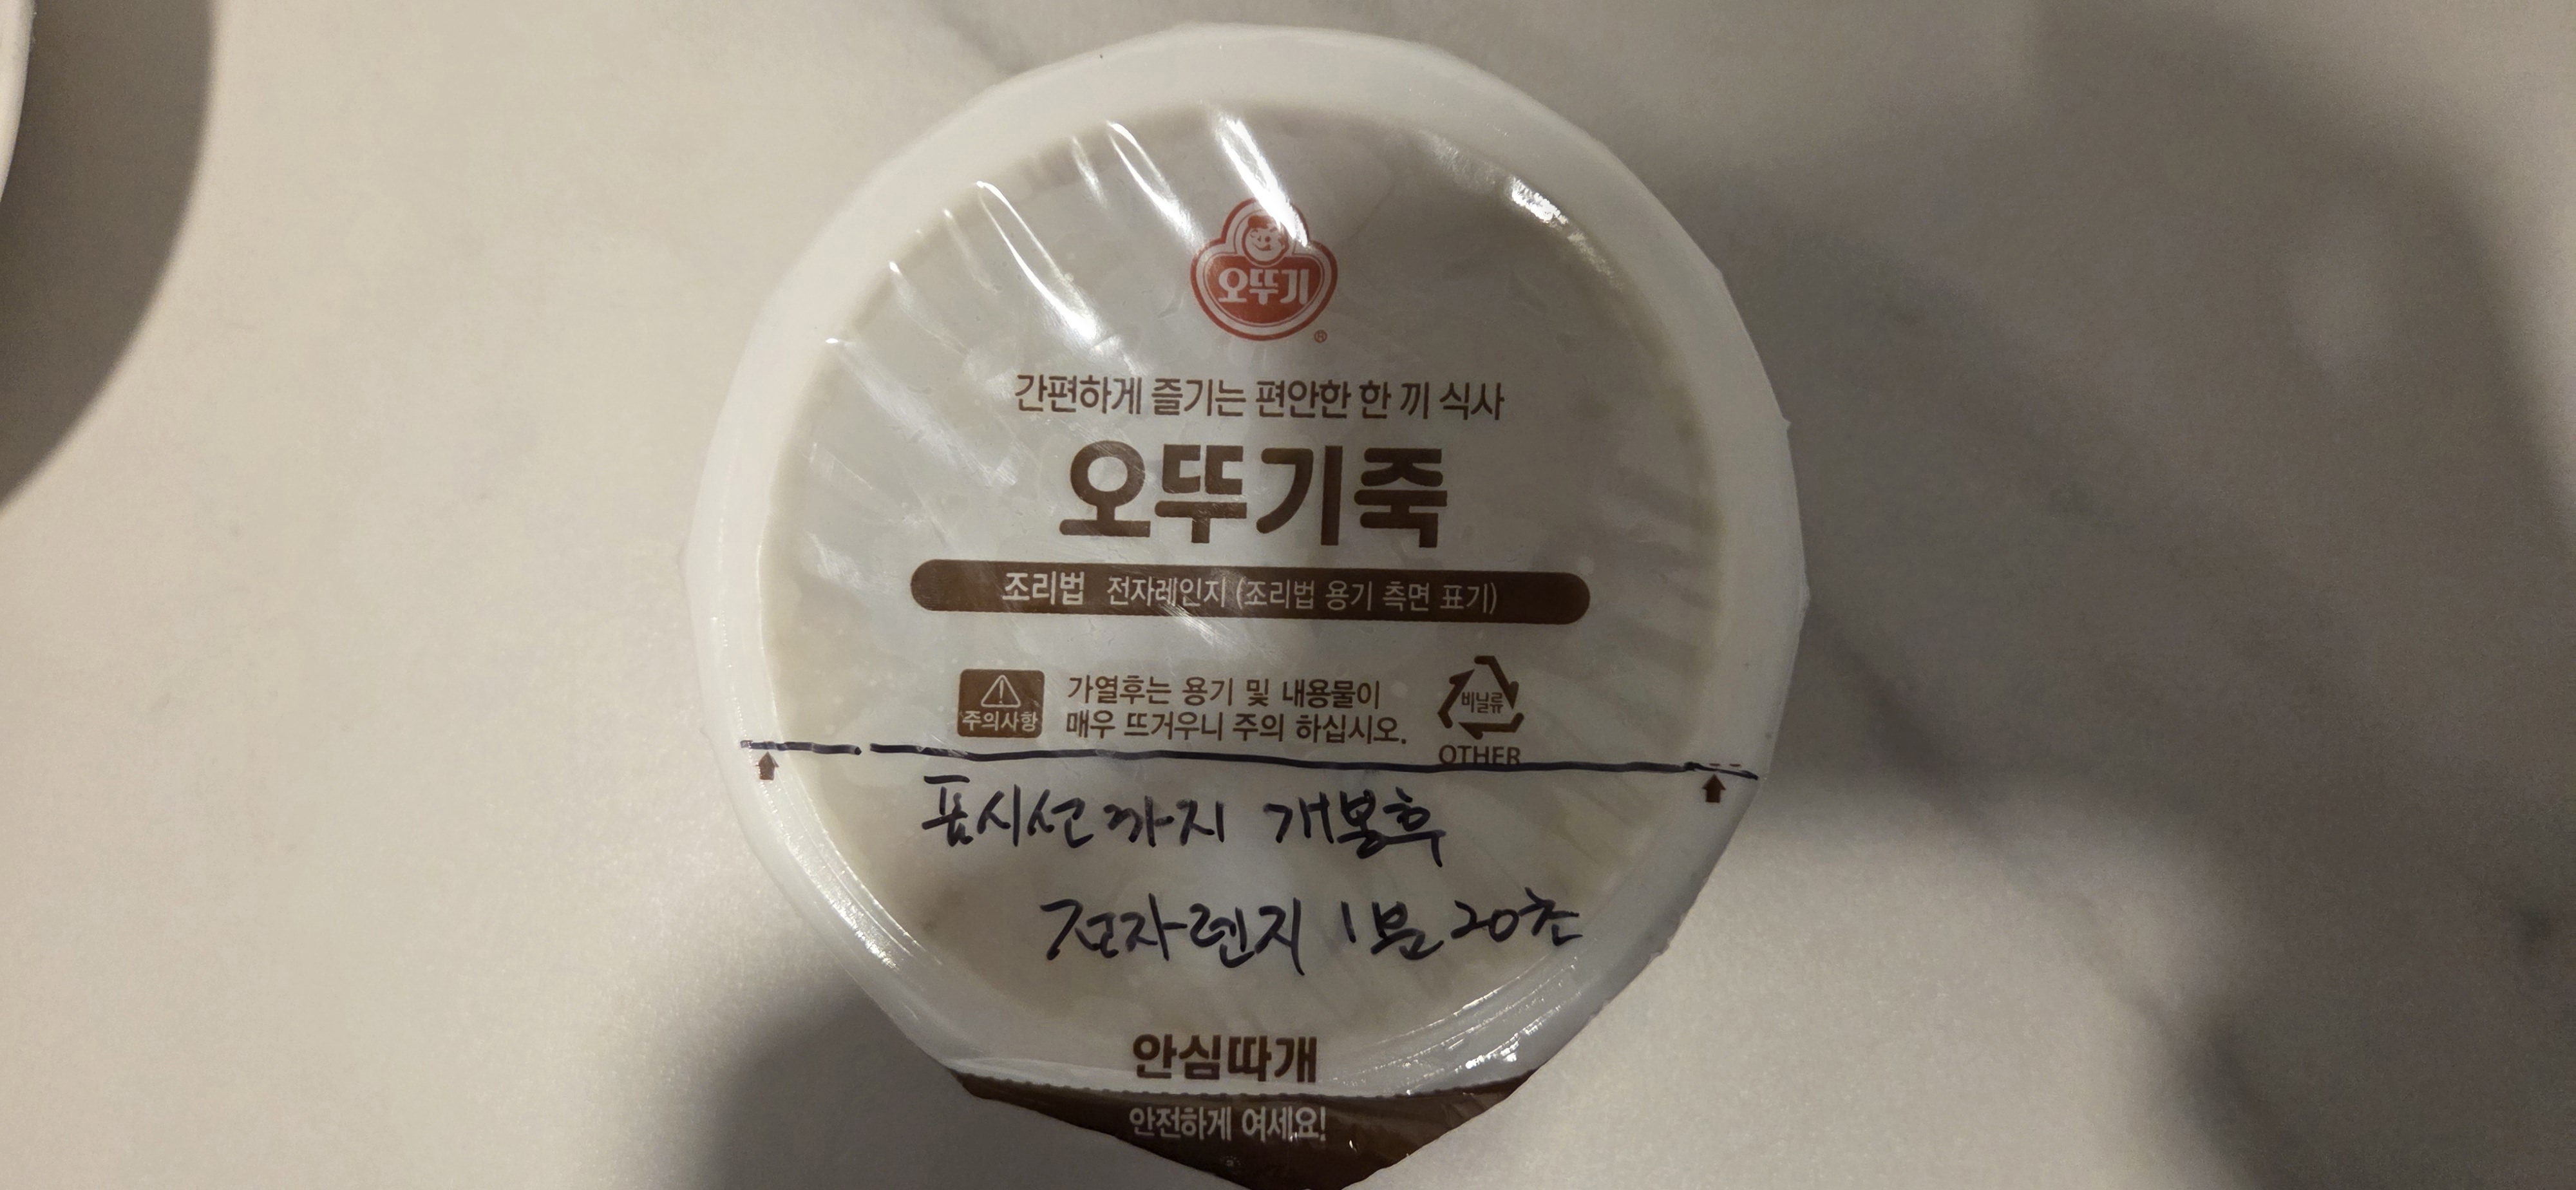 오뚜기
®
간편하게 즐기는 편안한 한 끼 식사
오뚜기죽
조리법 전자레인지 (조리법 용기 측면 표기)
주의사항
가열후는 용기 및 내용물이
매우 뜨거우니 주의 하십시오.
비닐류
OTHER
표시선까지 개봉후
전자렌지 1분 20초
안심따개
안전하게 여세요!